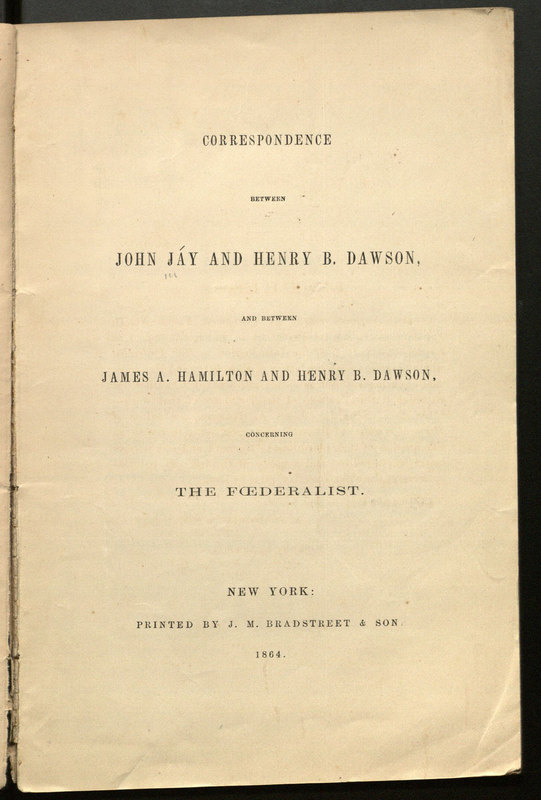 CORRESPONDENCE
BETWEEN
JOHN JAY AND HENRY B. DAWSON,
AND BETWEEN
JAMES A. HAMILTON AND HENRY B. DAWSON,
CONCERNING
THE FŒDERALIST.
NEW YORK:
PRINTED BY J. M. BRADSTREET & SON.
1864.